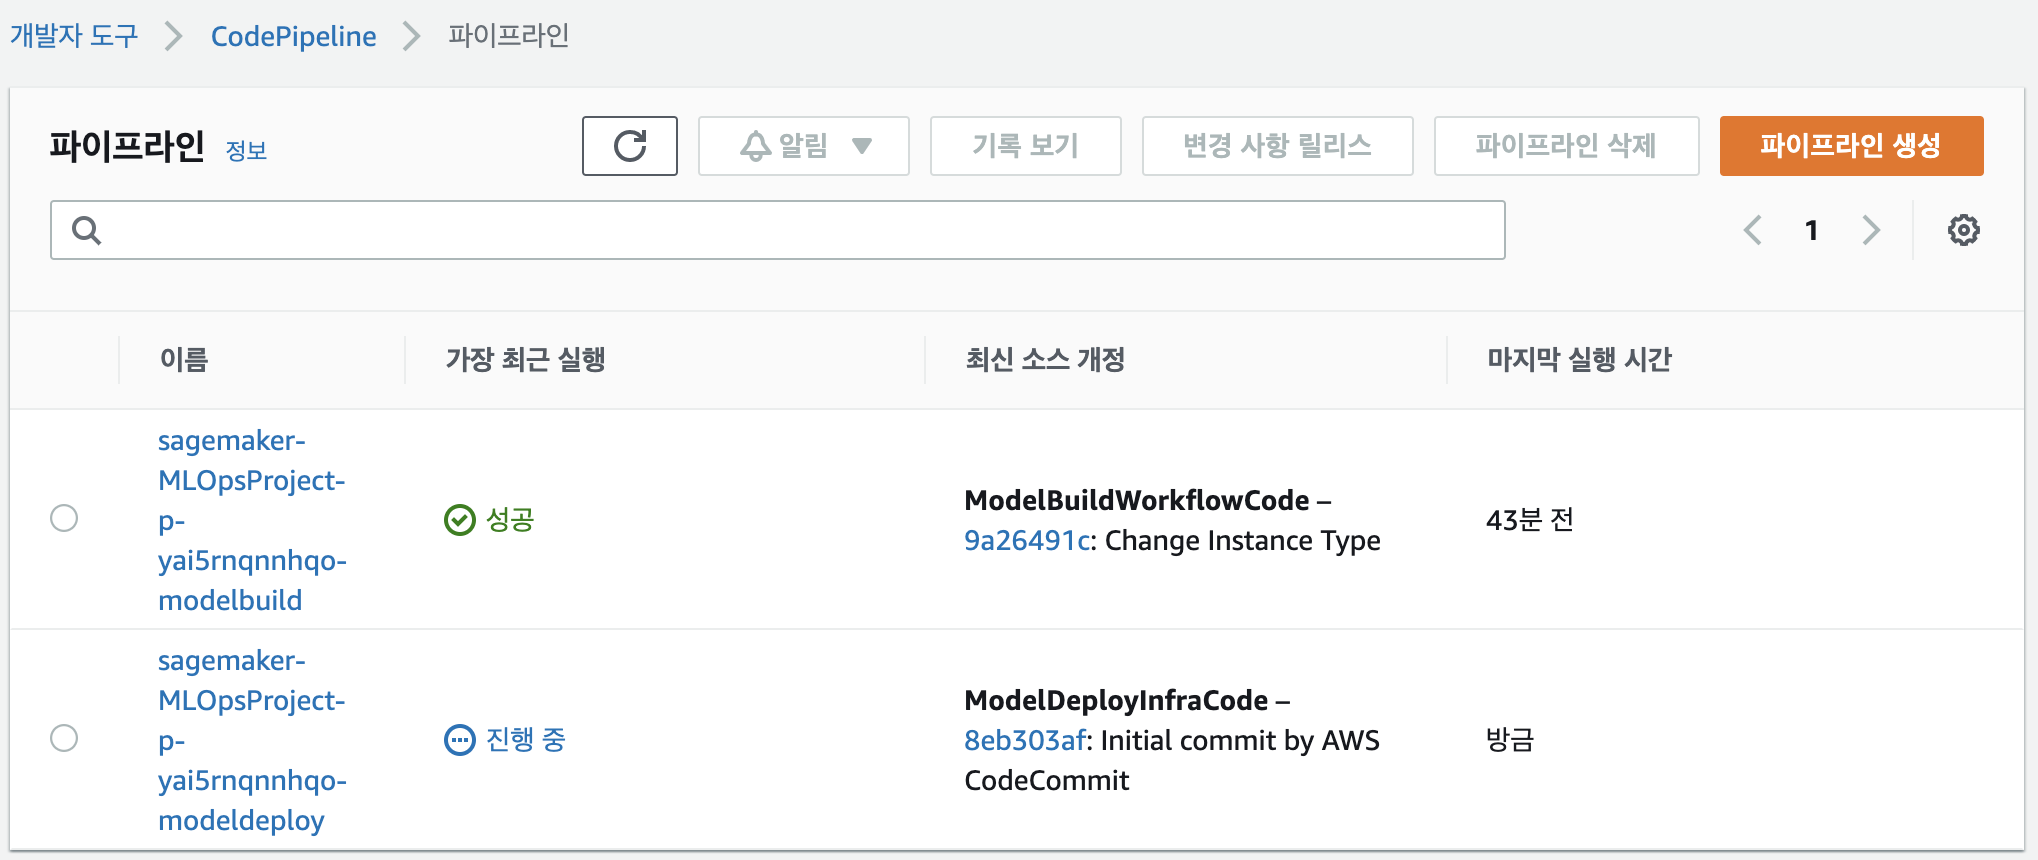 개발자 도구 > CodePipeline > 파이프라인
파이프라인 정보
알림 ▼
기록 보기
변경 사항 릴리스
파이프라인 삭제
파이프라인 생성
< 1 >
이름
가장 최근 실행
최신 소스 개정
마지막 실행 시간
sagemaker-
MLOpsProject-
p-
yai5rnqnnhqo-
modelbuild
성공
ModelBuildWorkflowCode –
9a26491c: Change Instance Type
43분 전
sagemaker-
MLOpsProject-
p-
yai5rnqnnhqo-
modeldeploy
진행 중
ModelDeployInfraCode –
8eb303af: Initial commit by AWS
CodeCommit
방금